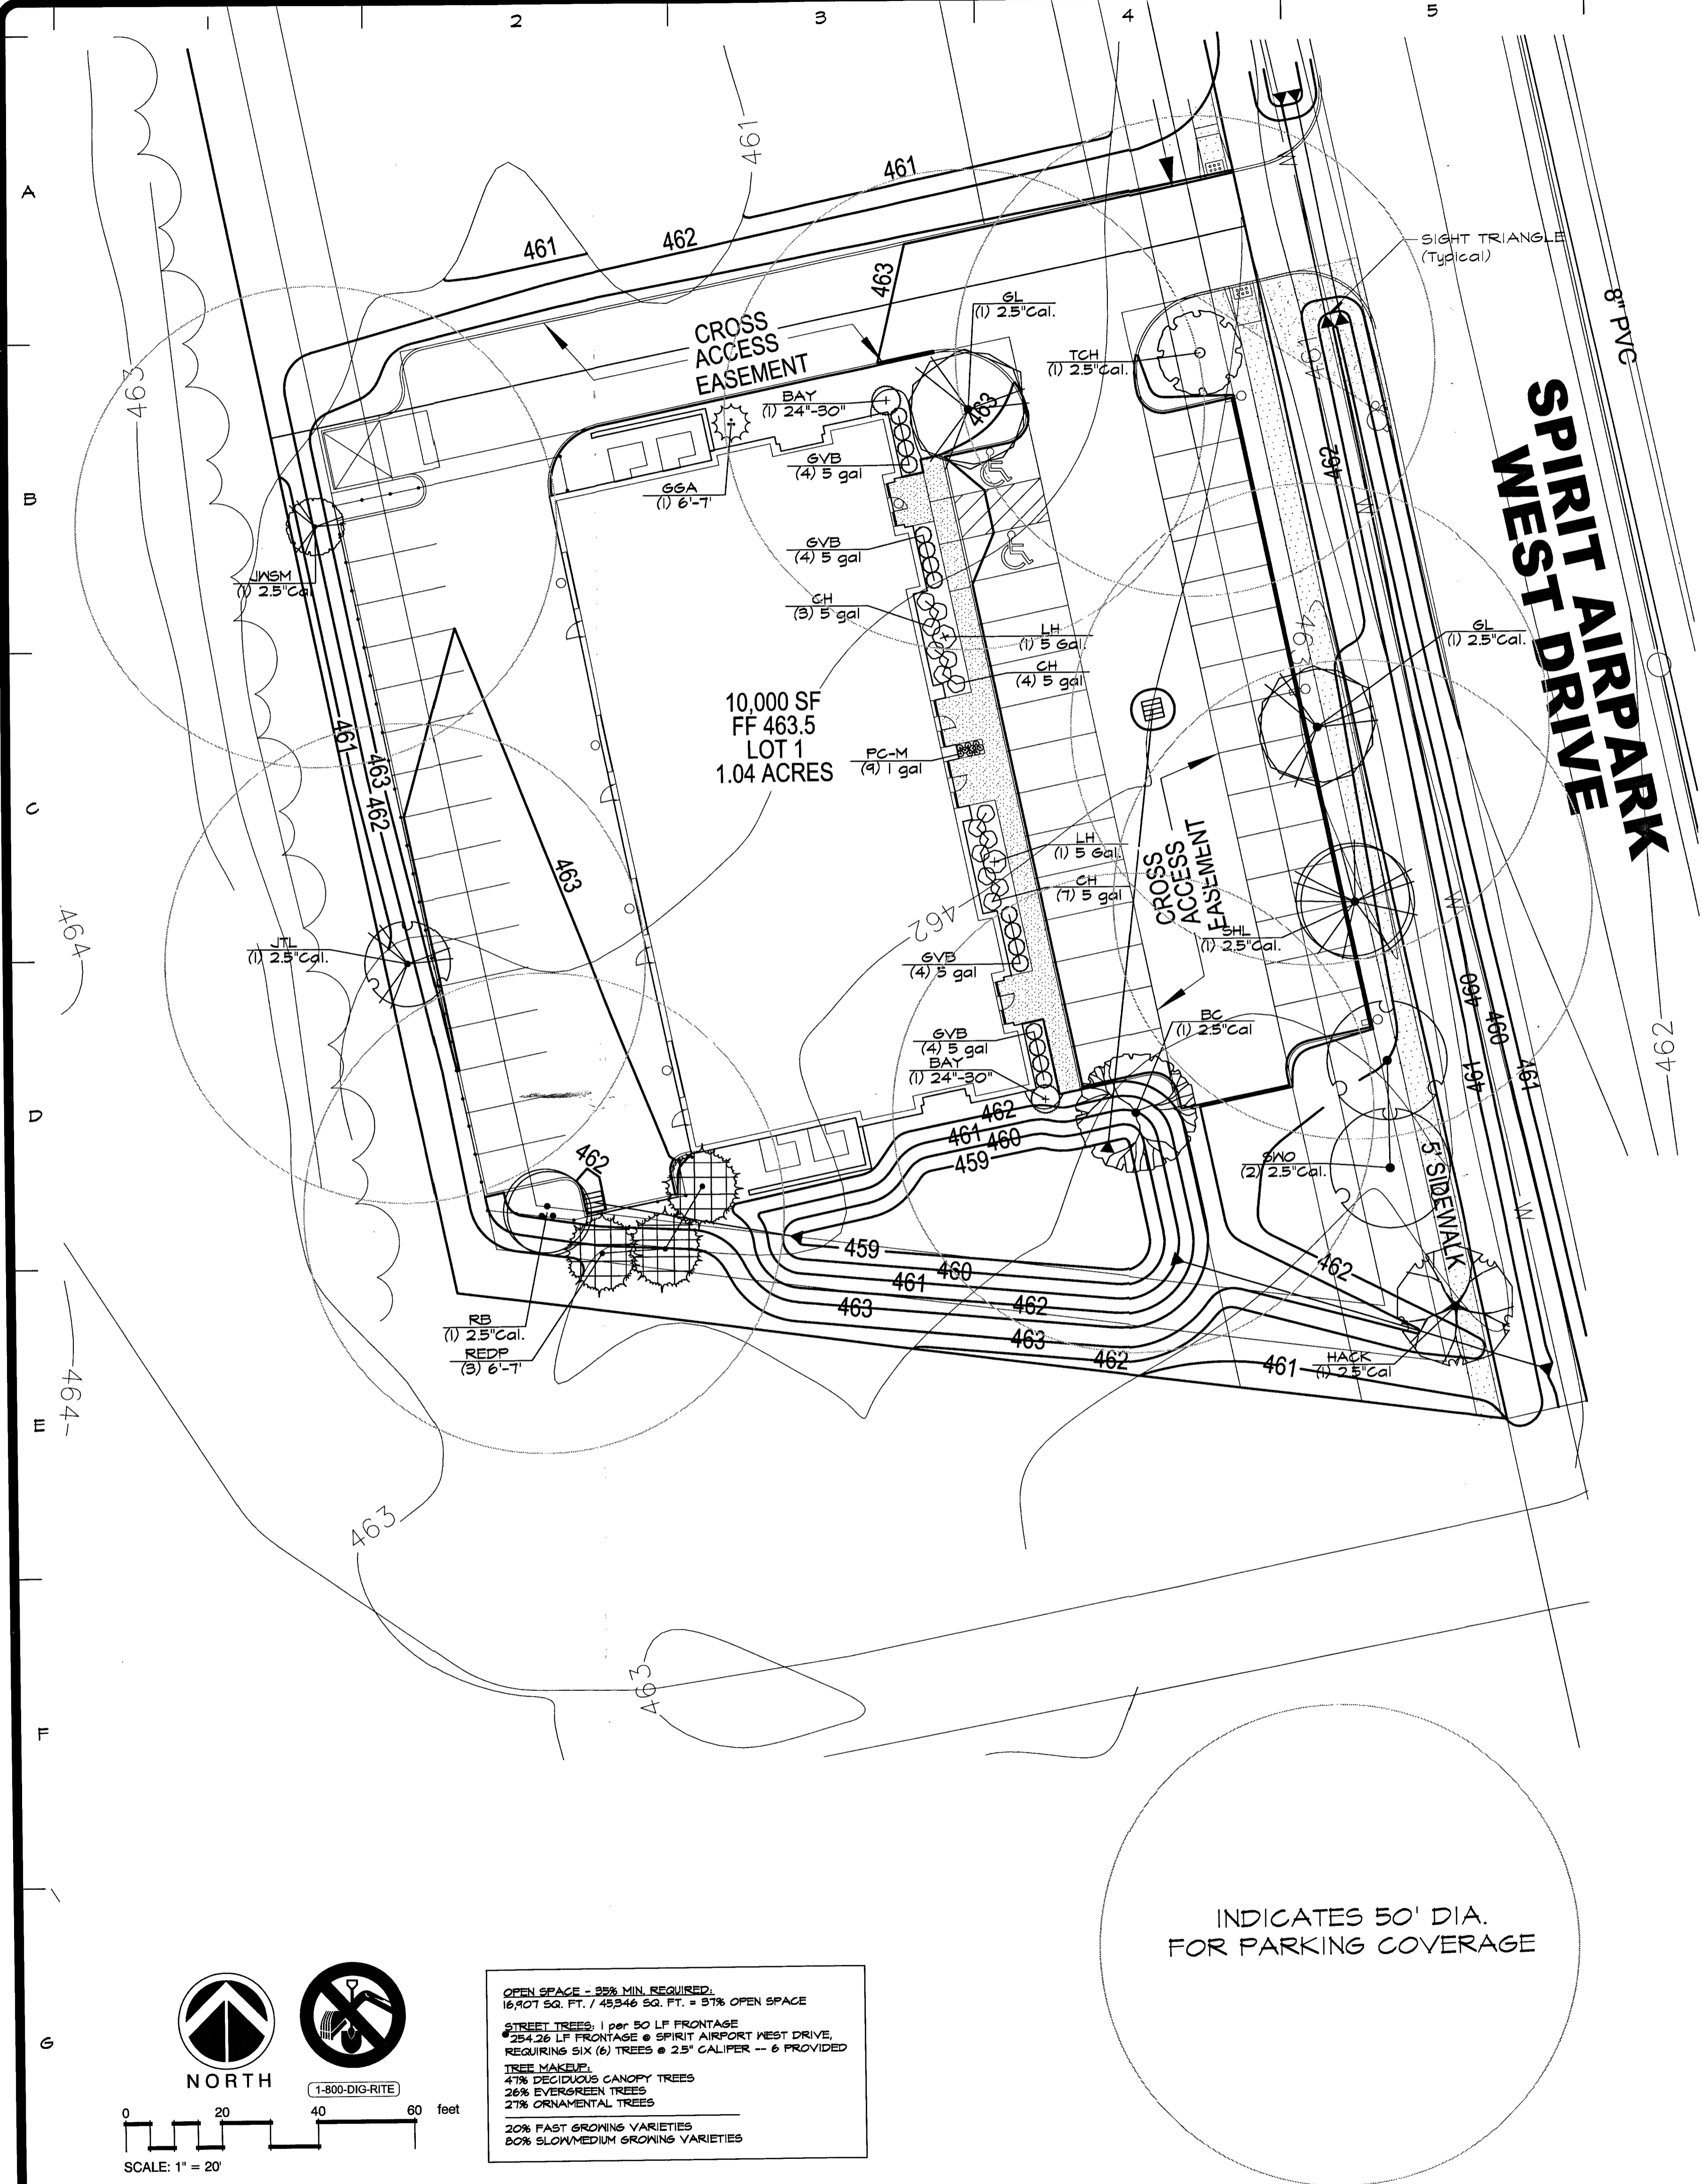 1
2
3
4
5
A
B
C
D
E
F
G
461
461
461
462
463
SIGHT TRIANGLE
(Typical)
8" PVC
SPIRIT AIRPARK
WEST DRIVE
CROSS
ACCESS
EASEMENT
GL
(1) 2.5"Cal.
TCH
(1) 2.5"Cal.
BAY
(1) 24"-30"
463
463
461
462
GVB
(4) 5 gal
GGA
(1) 6'-7'
GVB
(4) 5 gal
JWSM
(1) 2.5"Cal
CH
(3) 5 gal
LH
(1) 5 Gal.
CH
(4) 5 gal
463
GL
(1) 2.5"Cal.
10,000 SF
FF 463.5
LOT 1
1.04 ACRES
PC-M
(9) 1 gal
461
463
462
463
LH
(1) 5 Gal.
CH
(7) 5 gal
CROSS
ACCESS
EASEMENT
SHL
(1) 2.5"Cal.
W
W
W
W
462
464
JTL
(1) 2.5"Cal.
GVB
(4) 5 gal
BC
(1) 2.5"Cal
GVB
(4) 5 gal
BAY
(1) 24"-30"
460
460
461
461
462
462
461
460
459
462
SWO
(2) 2.5"Cal.
5' SIDEWALK
459
460
461
462
463
463
462
462
461
HACK
(1) 2.5"Cal
RB
(1) 2.5"Cal.
REDP
(3) 6'-7'
464
463
463
INDICATES 50' DIA.
FOR PARKING COVERAGE
NORTH
1-800-DIG-RITE
0 20 40 60 feet
SCALE: 1" = 20'
OPEN SPACE - 35% MIN. REQUIRED:
16,907 SQ. FT. / 45,346 SQ. FT. = 37% OPEN SPACE
STREET TREES: 1 per 50 LF FRONTAGE
254.26 LF FRONTAGE @ SPIRIT AIRPORT WEST DRIVE,
REQUIRING SIX (6) TREES @ 2.5" CALIPER -- 6 PROVIDED
TREE MAKEUP:
47% DECIDUOUS CANOPY TREES
26% EVERGREEN TREES
27% ORNAMENTAL TREES
20% FAST GROWING VARIETIES
80% SLOW/MEDIUM GROWING VARIETIES